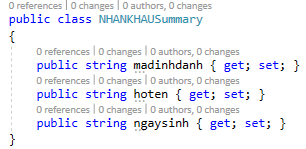 0 references | 0 changes | 0 authors, 0 changes
public class NHANKHAUSummary
{
0 references | 0 changes | 0 authors, 0 changes
public string madinhdanh { get; set; }
0 references | 0 changes | 0 authors, 0 changes
public string hoten { get; set; }
0 references | 0 changes | 0 authors, 0 changes
public string ngaysinh { get; set; }
}